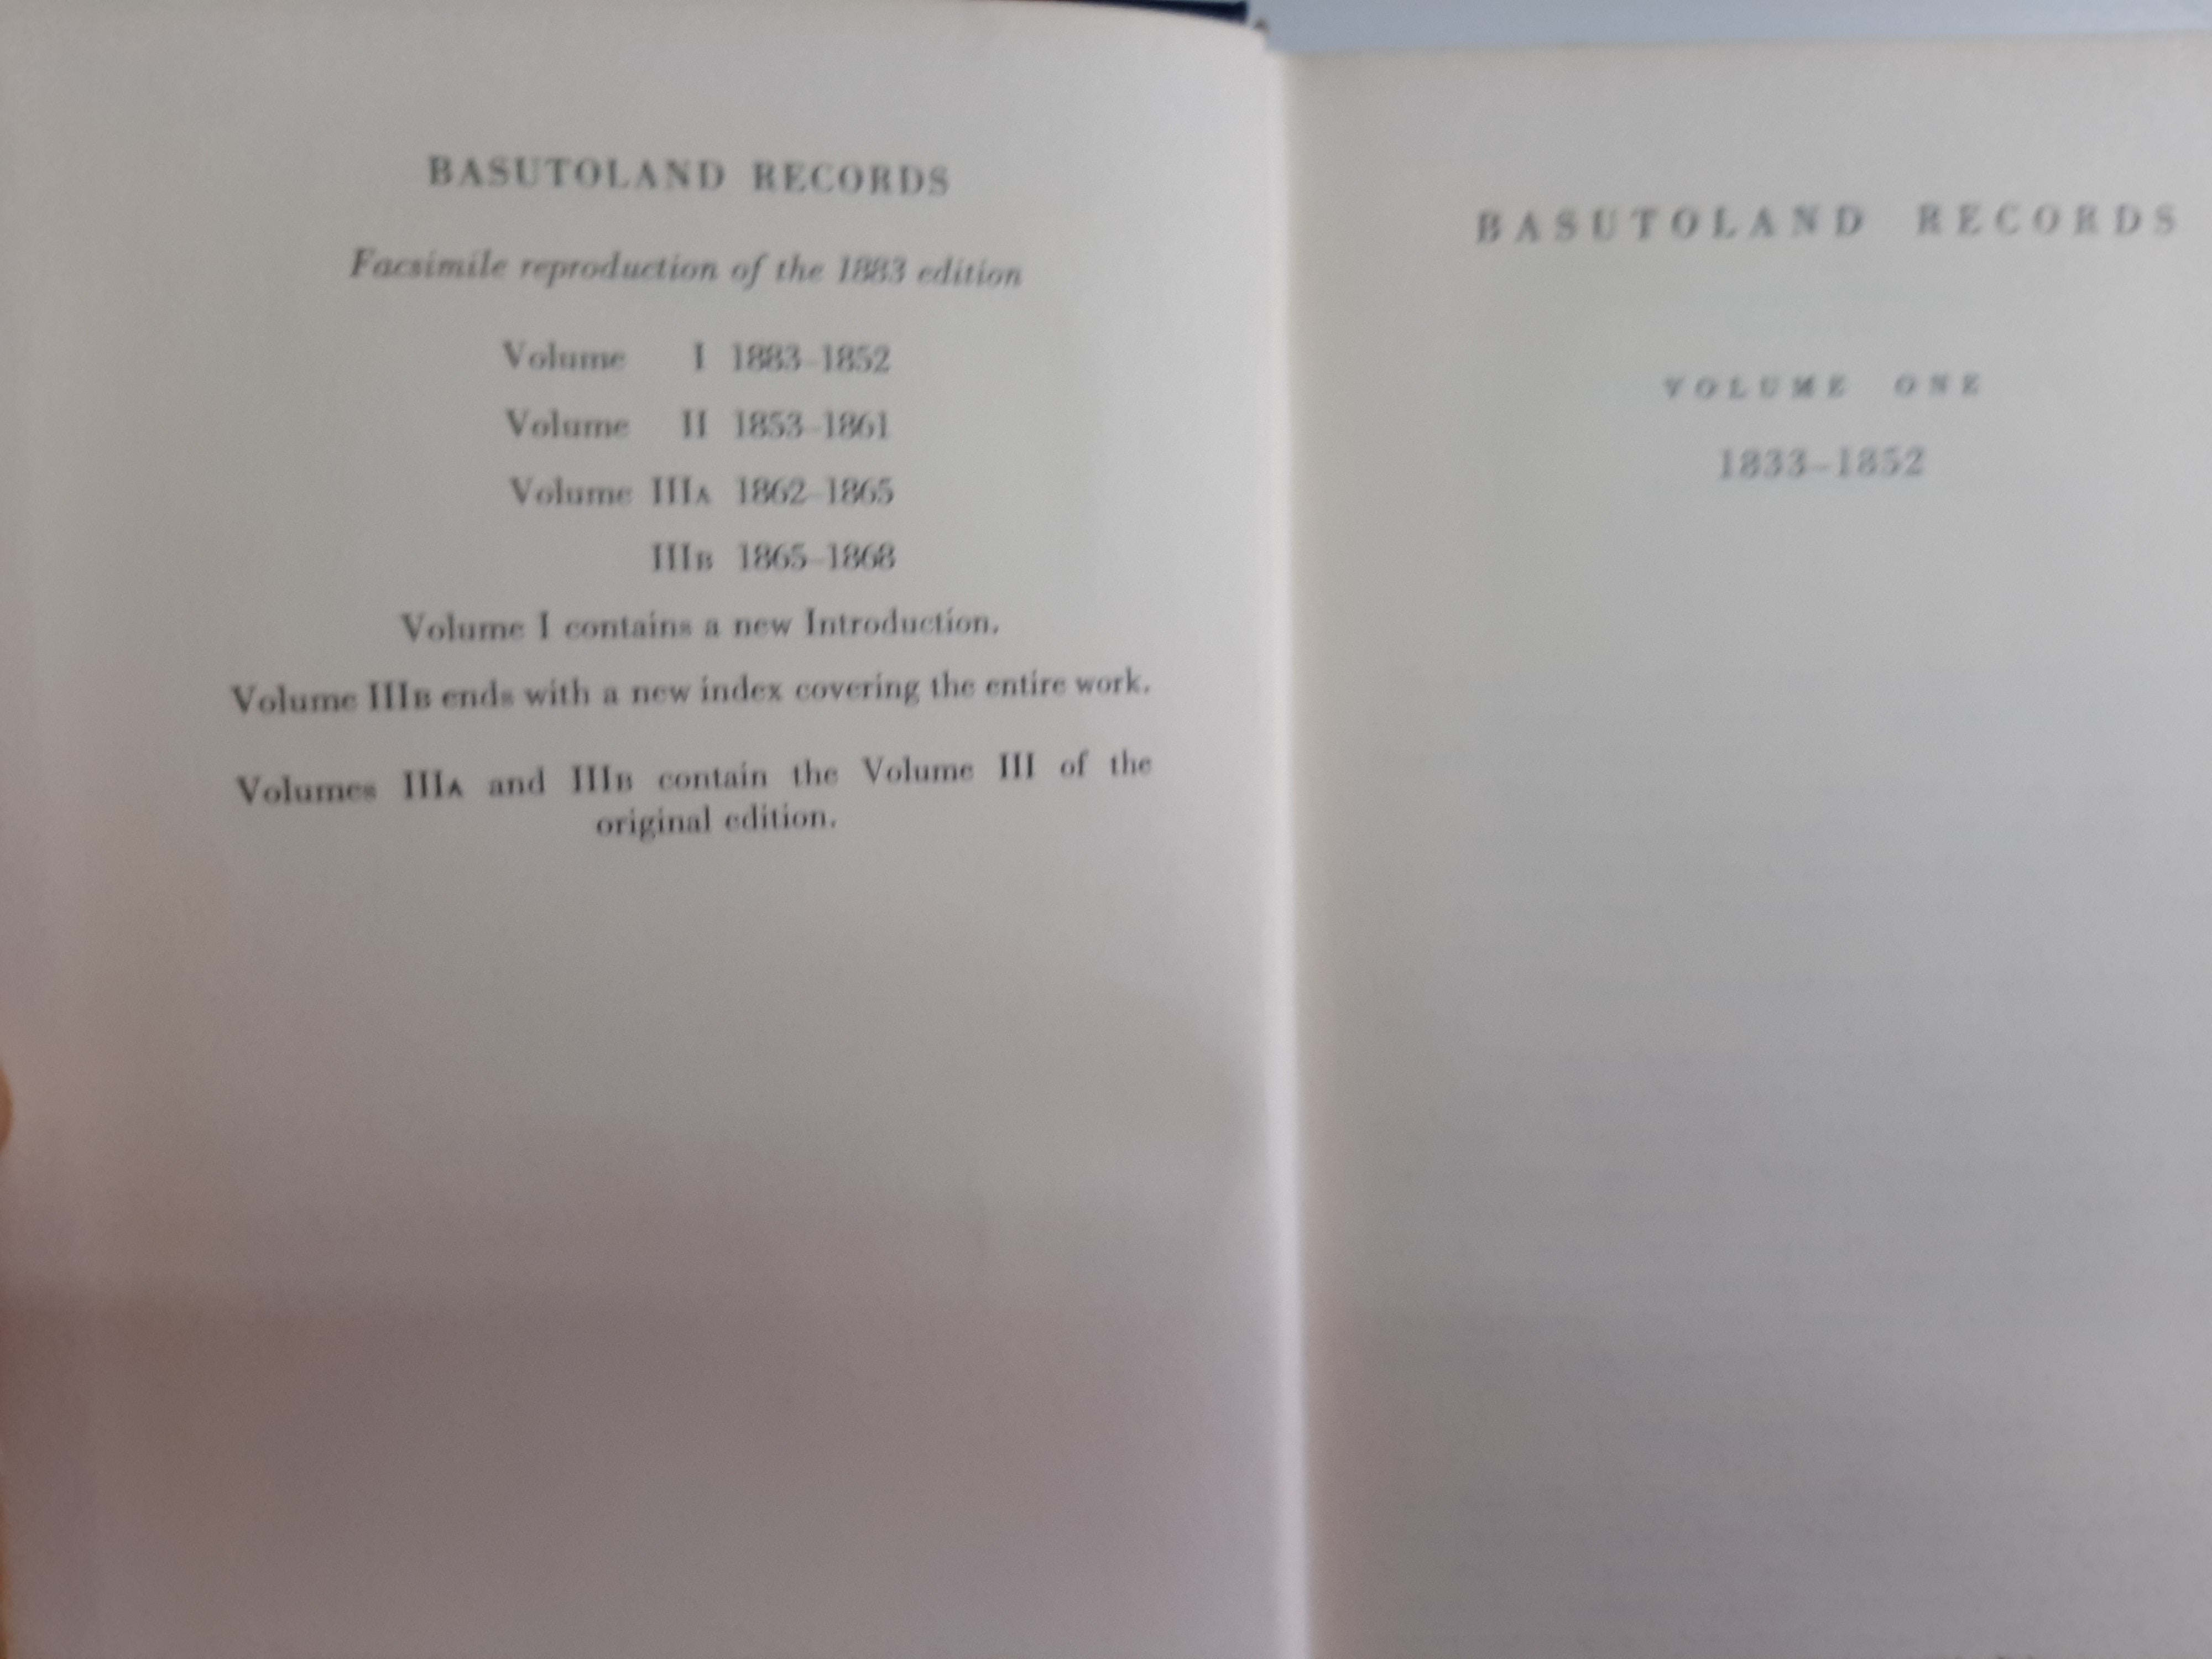 BASUTOLAND RECORDS
Facsimile reproduction of the 1883 edition
Volume I 1883–1852
Volume II 1853–1861
Volume IIIA 1862–1865
IIIB 1865–1868
Volume I contains a new Introduction.
Volume IIIB ends with a new index covering the entire work.
Volumes IIIA and IIIB contain the Volume III of the
original edition.
BASUTOLAND RECORDS
VOLUME ONE
1833–1852